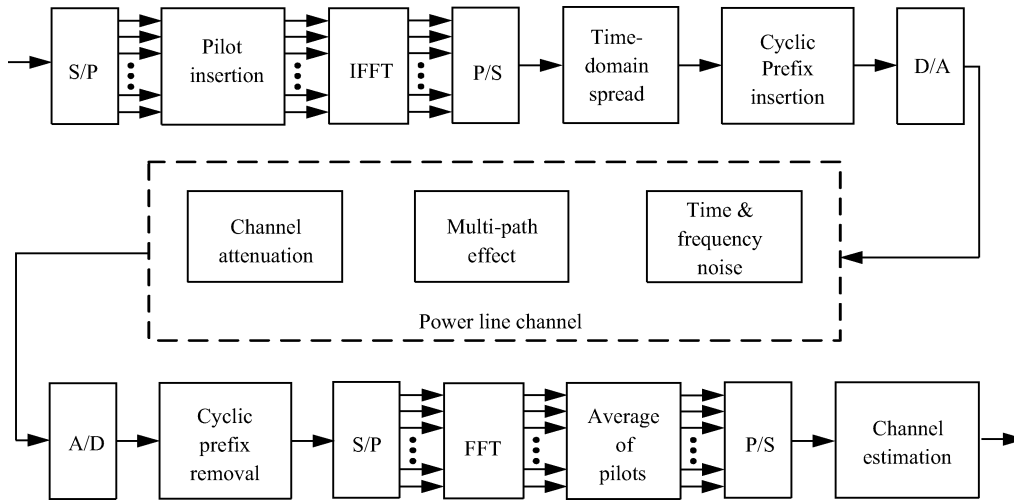 S/P
Pilot
insertion
IFFT
P/S
Time-
domain
spread
Cyclic
Prefix
insertion
D/A
Channel
attenuation
Multi-path
effect
Time &
frequency
noise
Power line channel
A/D
Cyclic
prefix
removal
S/P
FFT
Average
of
pilots
P/S
Channel
estimation